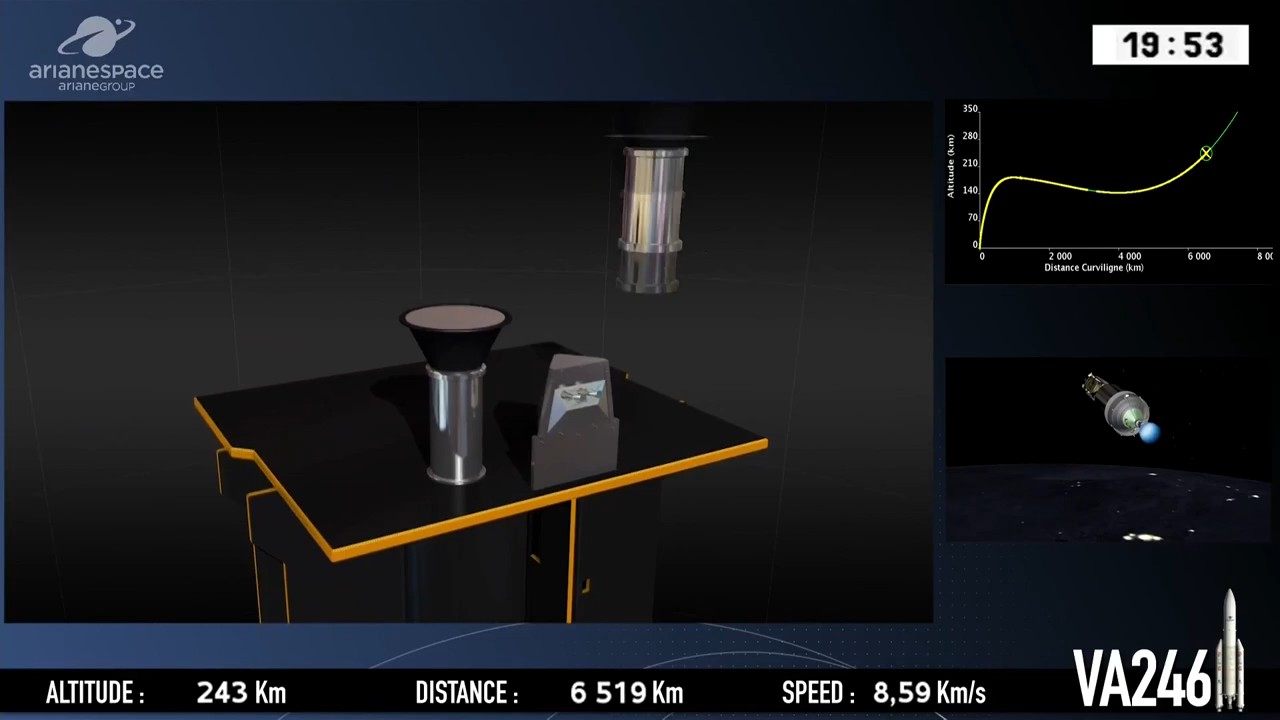 arianespace
arianeGROUP
19:53
350
280
210
140
70
0
Altitude (km)
0
2 000
4 000
6 000
8 00
Distance Curviligne (km)
ALTITUDE : 243 Km
DISTANCE : 6 519 Km
SPEED : 8,59 Km/s
VA246